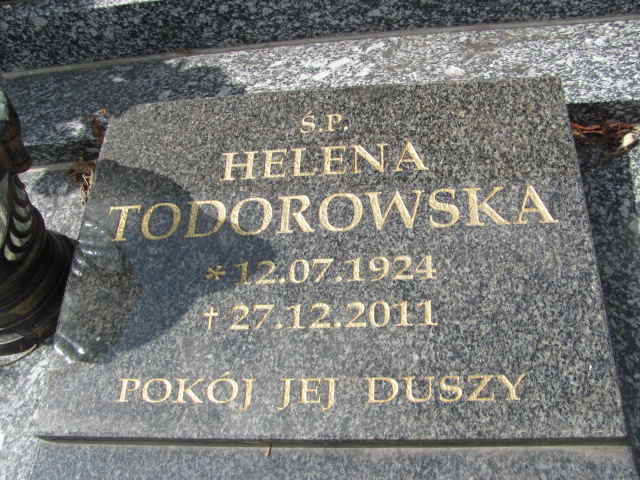 Ś.P.
HELENA
TODOROWSKA
*12.07.1924
†27.12.2011
POKÓJ JEJ DUSZY